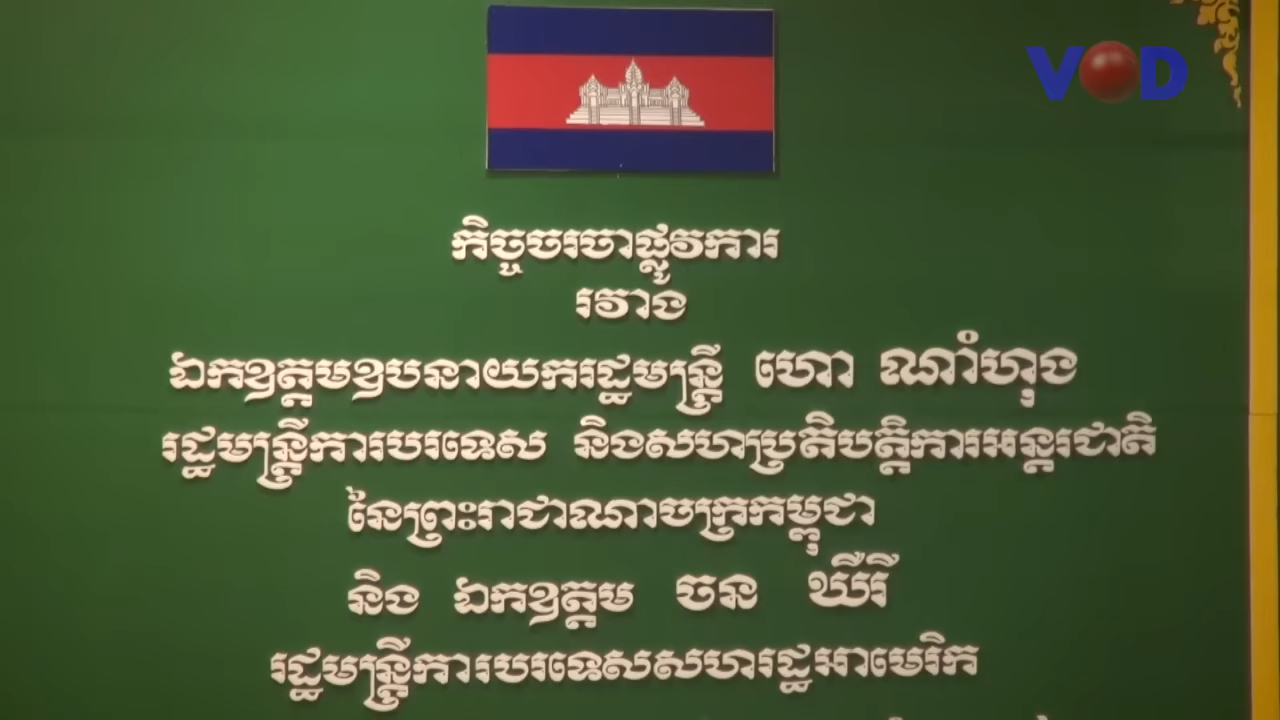 VOD
កិច្ចចរចាផ្លូវការ
រវាង
ឯកឧត្តមឧបនាយករដ្ឋមន្ត្រី ហោ ណាំហុង
រដ្ឋមន្ត្រីការបរទេស និងសហប្រតិបត្តិការអន្តរជាតិ
នៃព្រះរាជាណាចក្រកម្ពុជា
និង ឯកឧត្តម ចន ឃឺរី
រដ្ឋមន្ត្រីការបរទេសសហរដ្ឋអាមេរិក